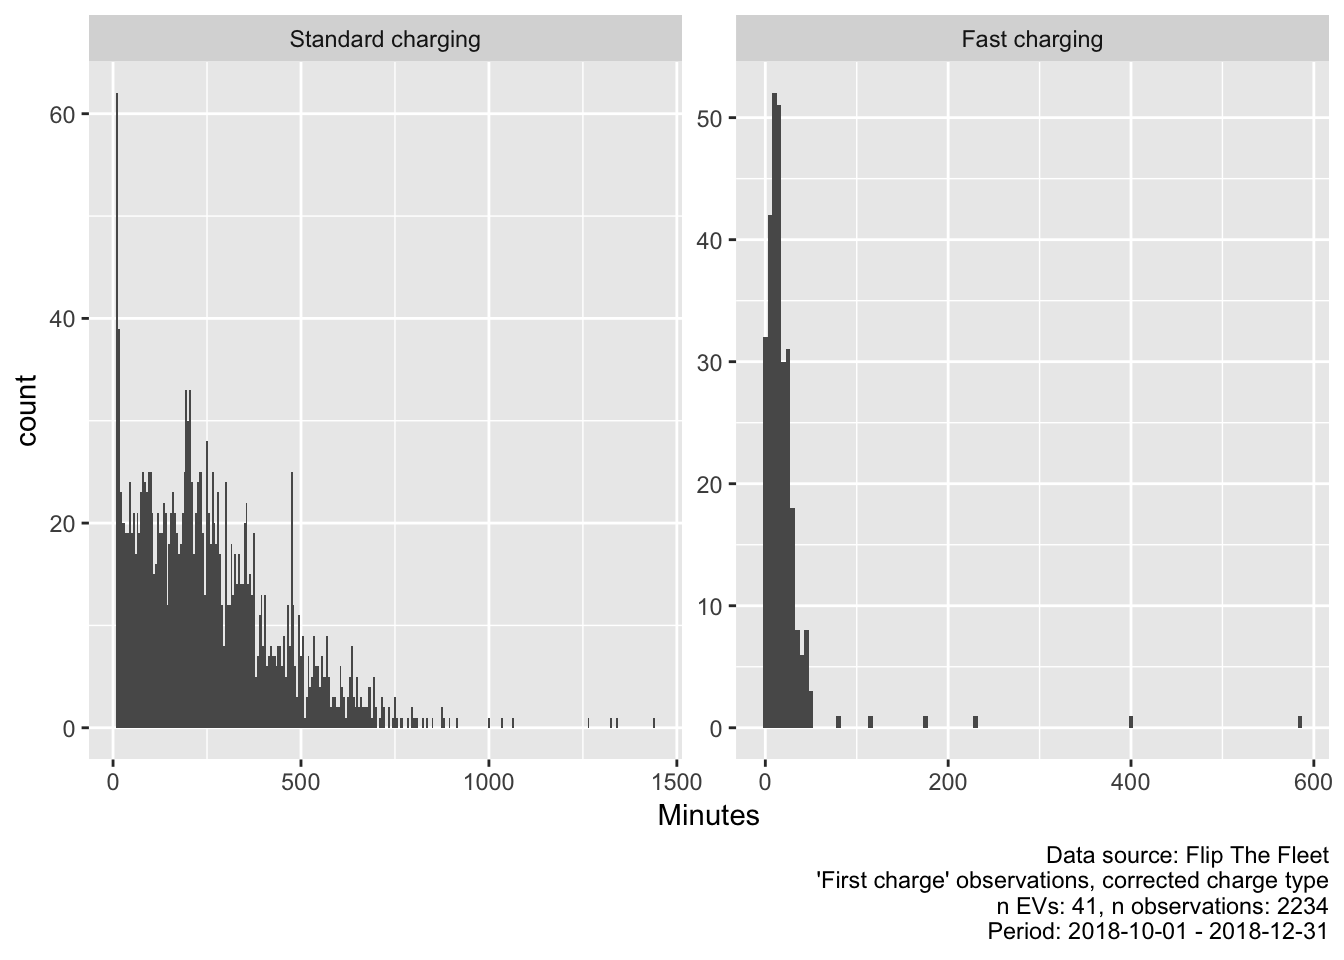 Standard charging
Fast charging
count
60
40
20
0
50
40
30
20
10
0
0
500
1000
1500
0
200
400
600
Minutes
Data source: Flip The Fleet
'First charge' observations, corrected charge type
n EVs: 41, n observations: 2234
Period: 2018-10-01 - 2018-12-31